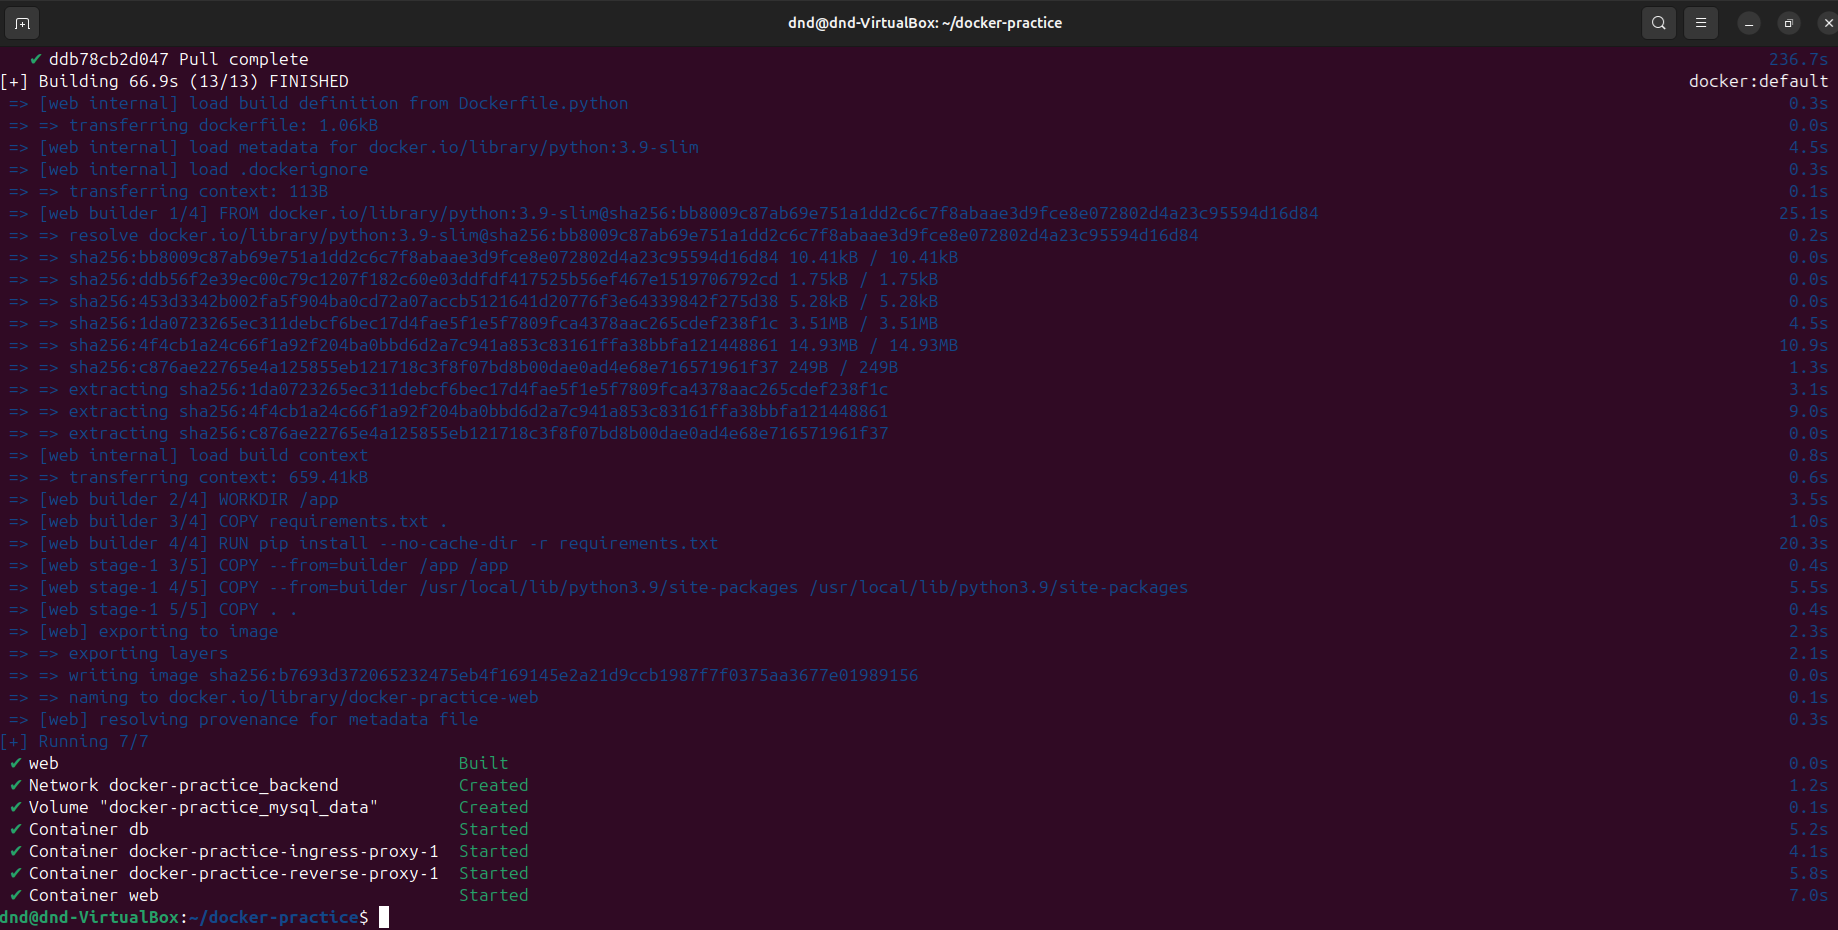 dnd@dnd-VirtualBox: ~/docker-practice
✔ ddb78cb2d047 Pull complete 236.7s
[+] Building 66.9s (13/13) FINISHED docker:default
=> [web internal] load build definition from Dockerfile.python 0.3s
=> => transferring dockerfile: 1.06kB 0.0s
=> [web internal] load metadata for docker.io/library/python:3.9-slim 4.5s
=> [web internal] load .dockerignore 0.3s
=> => transferring context: 113B 0.1s
=> [web builder 1/4] FROM docker.io/library/python:3.9-slim@sha256:bb8009c87ab69e751a1dd2c6c7f8abaae3d9fce8e072802d4a23c95594d16d84 25.1s
=> => resolve docker.io/library/python:3.9-slim@sha256:bb8009c87ab69e751a1dd2c6c7f8abaae3d9fce8e072802d4a23c95594d16d84 0.2s
=> => sha256:bb8009c87ab69e751a1dd2c6c7f8abaae3d9fce8e072802d4a23c95594d16d84 10.41kB / 10.41kB 0.0s
=> => sha256:ddb56f2e39ec00c79c1207f182c60e03ddfdf417525b56ef467e1519706792cd 1.75kB / 1.75kB 0.0s
=> => sha256:453d3342b002fa5f904ba0cd72a07accb5121641d20776f3e64339842f275d38 5.28kB / 5.28kB 0.0s
=> => sha256:1da0723265ec311debcf6bec17d4fae5f1e5f7809fca4378aac265cdef238f1c 3.51MB / 3.51MB 4.5s
=> => sha256:4f4cb1a24c66f1a92f204ba0bbd6d2a7c941a853c83161ffa38bbfa121448861 14.93MB / 14.93MB 10.9s
=> => sha256:c876ae22765e4a125855eb121718c3f8f07bd8b00dae0ad4e68e716571961f37 249B / 249B 1.3s
=> => extracting sha256:1da0723265ec311debcf6bec17d4fae5f1e5f7809fca4378aac265cdef238f1c 3.1s
=> => extracting sha256:4f4cb1a24c66f1a92f204ba0bbd6d2a7c941a853c83161ffa38bbfa121448861 9.0s
=> => extracting sha256:c876ae22765e4a125855eb121718c3f8f07bd8b00dae0ad4e68e716571961f37 0.0s
=> [web internal] load build context 0.8s
=> => transferring context: 659.41kB 0.6s
=> [web builder 2/4] WORKDIR /app 3.5s
=> [web builder 3/4] COPY requirements.txt . 1.0s
=> [web builder 4/4] RUN pip install --no-cache-dir -r requirements.txt 20.3s
=> [web stage-1 3/5] COPY --from=builder /app /app 0.4s
=> [web stage-1 4/5] COPY --from=builder /usr/local/lib/python3.9/site-packages /usr/local/lib/python3.9/site-packages 5.5s
=> [web stage-1 5/5] COPY . . 0.4s
=> [web] exporting to image 2.3s
=> => exporting layers 2.1s
=> => writing image sha256:b7693d372065232475eb4f169145e2a21d9ccb1987f7f0375aa3677e01989156 0.0s
=> => naming to docker.io/library/docker-practice-web 0.1s
=> [web] resolving provenance for metadata file 0.3s
[+] Running 7/7
✔ web Built 0.0s
✔ Network docker-practice_backend Created 1.2s
✔ Volume "docker-practice_mysql_data" Created 0.1s
✔ Container db Started 5.2s
✔ Container docker-practice-ingress-proxy-1 Started 4.1s
✔ Container docker-practice-reverse-proxy-1 Started 5.8s
✔ Container web Started 7.0s
dnd@dnd-VirtualBox:~/docker-practice$